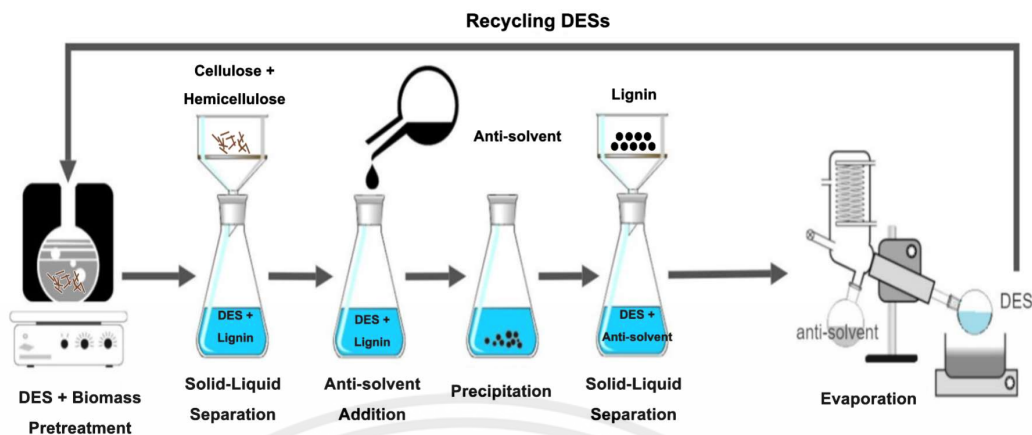 Recycling DESs
Cellulose +
Hemicellulose
Anti-solvent
Lignin
DES +
Lignin
DES +
Lignin
DES +
Anti-solvent
anti-solvent
DES
DES + Biomass
Pretreatment
Solid-Liquid
Separation
Anti-solvent
Addition
Precipitation
Solid-Liquid
Separation
Evaporation